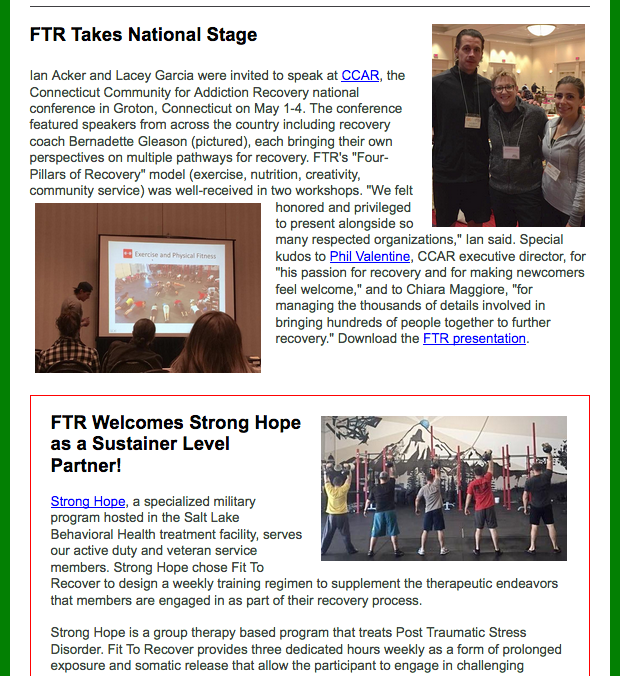 FTR Takes National Stage
Ian Acker and Lacey Garcia were invited to speak at CCAR, the
Connecticut Community for Addiction Recovery national
conference in Groton, Connecticut on May 1-4. The conference
featured speakers from across the country including recovery
coach Bernadette Gleason (pictured), each bringing their own
perspectives on multiple pathways for recovery. FTR's "Four-
Pillars of Recovery" model (exercise, nutrition, creativity,
community service) was well-received in two workshops. "We felt
honored and privileged
to present alongside so
many respected organizations," Ian said. Special
kudos to Phil Valentine, CCAR executive director, for
"his passion for recovery and for making newcomers
feel welcome," and to Chiara Maggiore, "for
managing the thousands of details involved in
bringing hundreds of people together to further
recovery." Download the FTR presentation.
Exercise and Physical Fitness
FTR Welcomes Strong Hope
as a Sustainer Level
Partner!
Strong Hope, a specialized military
program hosted in the Salt Lake
Behavioral Health treatment facility, serves
our active duty and veteran service
members. Strong Hope chose Fit To
Recover to design a weekly training regimen to supplement the therapeutic endeavors
that members are engaged in as part of their recovery process.
Strong Hope is a group therapy based program that treats Post Traumatic Stress
Disorder. Fit To Recover provides three dedicated hours weekly as a form of prolonged
exposure and somatic release that allow the participant to engage in challenging